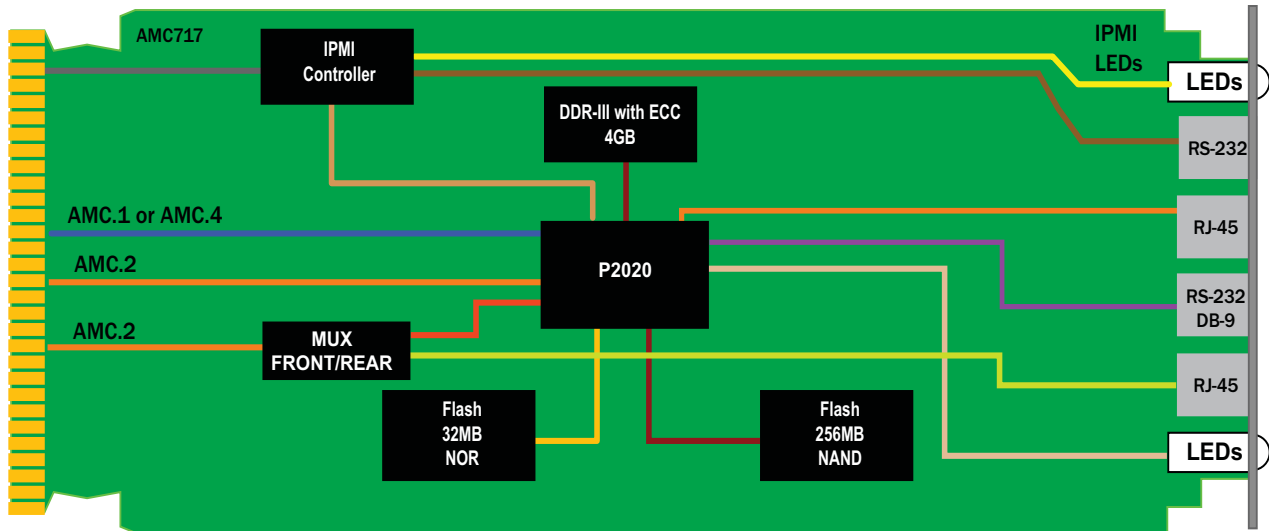 AMC717
IPMI
Controller
IPMI
LEDs
LEDs
DDR-III with ECC
4GB
RS-232
AMC.1 or AMC.4
RJ-45
P2020
AMC.2
RS-232
DB-9
AMC.2
MUX
FRONT/REAR
RJ-45
Flash
32MB
NOR
Flash
256MB
NAND
LEDs